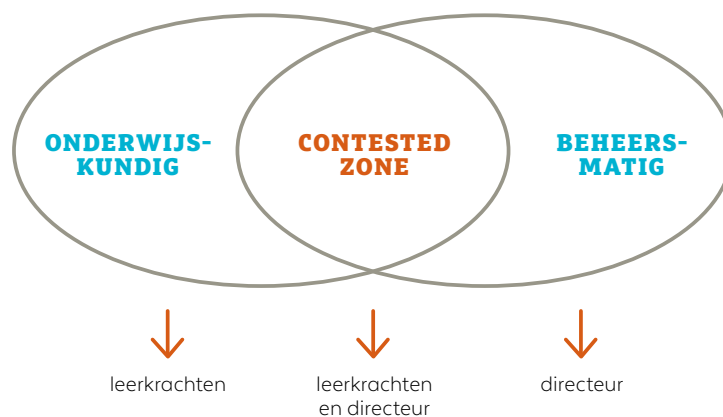 ONDERWIJS-
KUNDIG
CONTESTED
ZONE
BEHEERS-
MATIG
leerkrachten
leerkrachten
en directeur
directeur